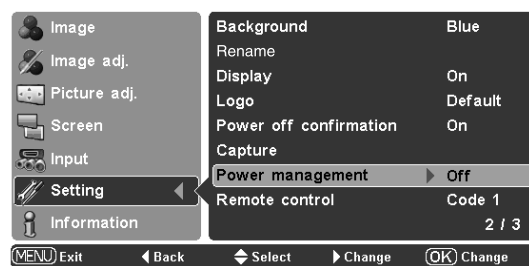 Image
Image adj.
Picture adj.
Screen
Input
Setting
Information
Background Blue
Rename
Display On
Logo Default
Power off confirmation On
Capture
Power management Off
Remote control Code 1
2 / 3
MENU Exit Back Select Change OK Change